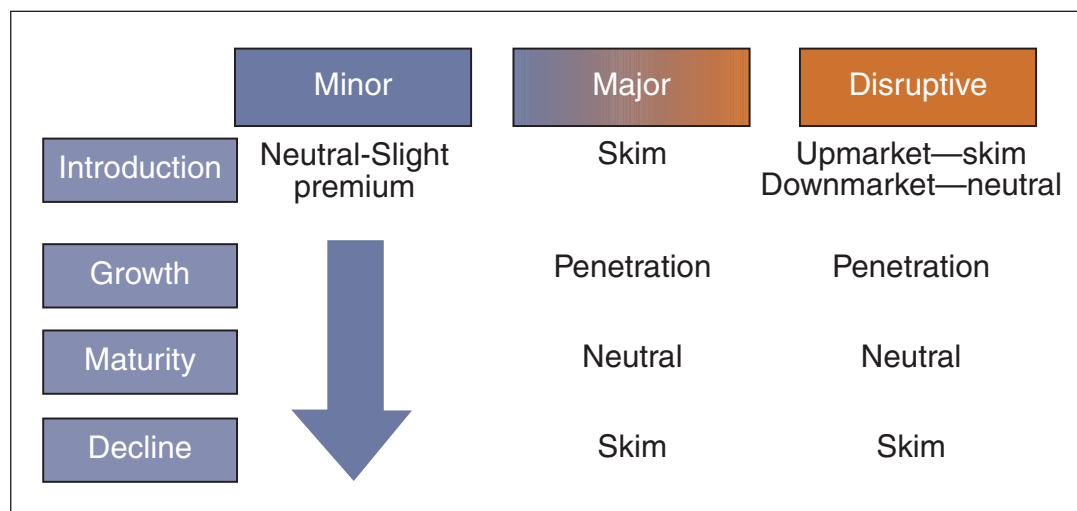 Minor
Major
Disruptive
Introduction
Neutral-Slight
premium
Skim
Upmarket—skim
Downmarket—neutral
Growth
Penetration
Penetration
Maturity
Neutral
Neutral
Decline
Skim
Skim